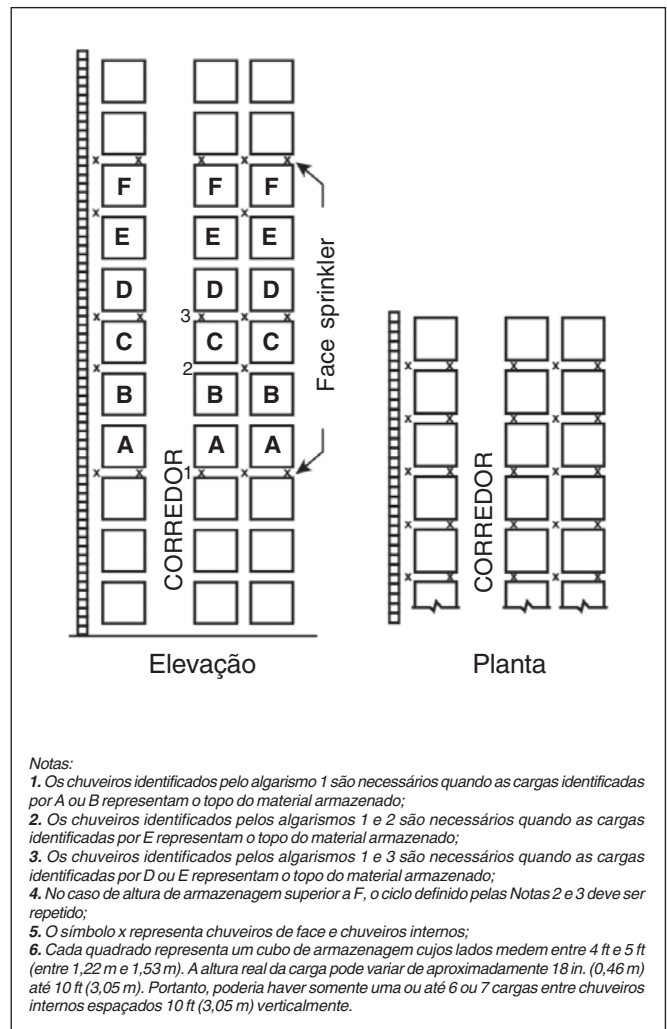 F F F
E E E
D D D
3
C C C
2
B B B
A A A
1
CORREDOR
Face sprinkler
CORREDOR
Elevação
Planta
Notas:
1. Os chuveiros identificados pelo algarismo 1 são necessários quando as cargas identificadas
por A ou B representam o topo do material armazenado;
2. Os chuveiros identificados pelos algarismos 1 e 2 são necessários quando as cargas
identificadas por E representam o topo do material armazenado;
3. Os chuveiros identificados pelos algarismos 1 e 3 são necessários quando as cargas
identificadas por D ou E representam o topo do material armazenado;
4. No caso de altura de armazenagem superior a F, o ciclo definido pelas Notas 2 e 3 deve ser
repetido;
5. O símbolo x representa chuveiros de face e chuveiros internos;
6. Cada quadrado representa um cubo de armazenagem cujos lados medem entre 4 ft e 5 ft
(entre 1,22 m e 1,53 m). A altura real da carga pode variar de aproximadamente 18 in. (0,46 m)
até 10 ft (3,05 m). Portanto, poderia haver somente uma ou até 6 ou 7 cargas entre chuveiros
internos espaçados 10 ft (3,05 m) verticalmente.